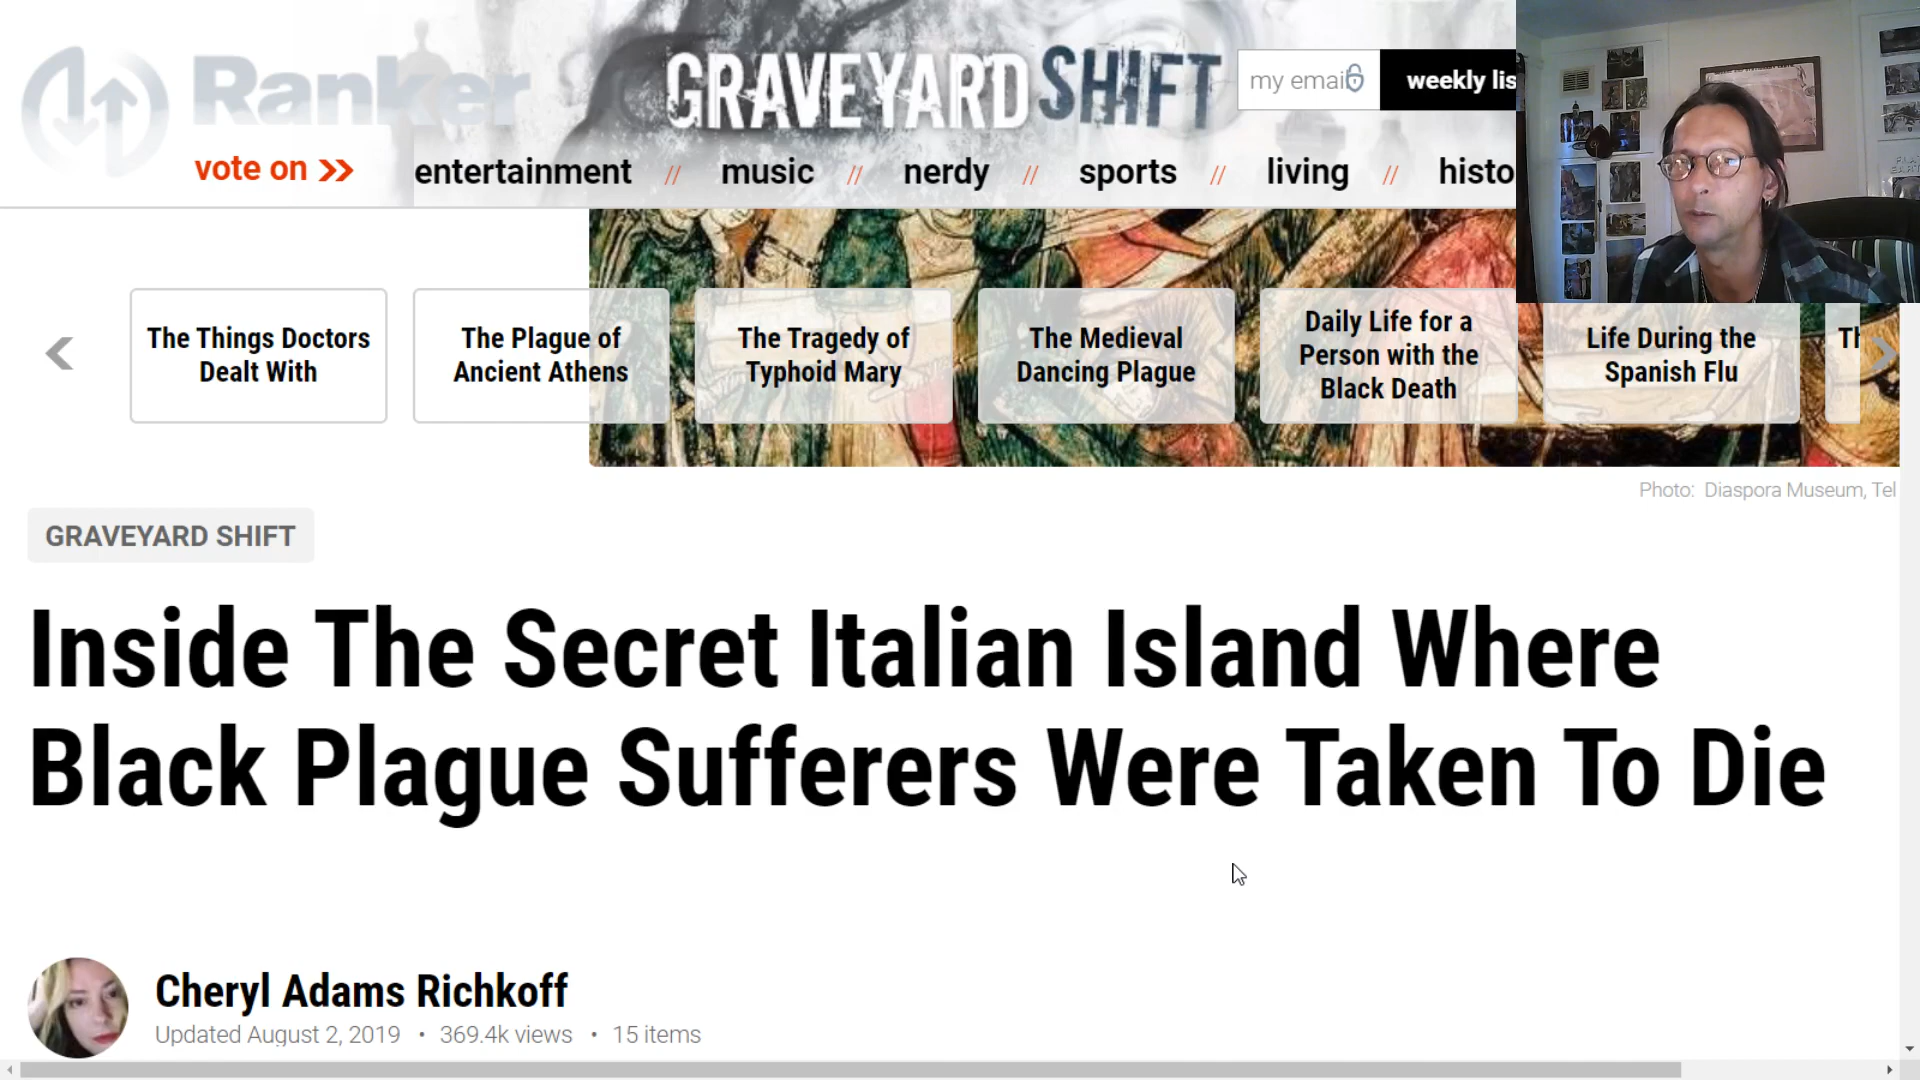 Ranker
GRAVEYARD SHIFT
my email
weekly lis
vote on >>
entertainment // music // nerdy // sports // living // histo
The Things Doctors
Dealt With
The Plague of
Ancient Athens
The Tragedy of
Typhoid Mary
The Medieval
Dancing Plague
Daily Life for a
Person with the
Black Death
Life During the
Spanish Flu
Th
Photo: Diaspora Museum, Tel
GRAVEYARD SHIFT
Inside The Secret Italian Island Where
Black Plague Sufferers Were Taken To Die
Cheryl Adams Richkoff
Updated August 2, 2019 • 369.4k views • 15 items